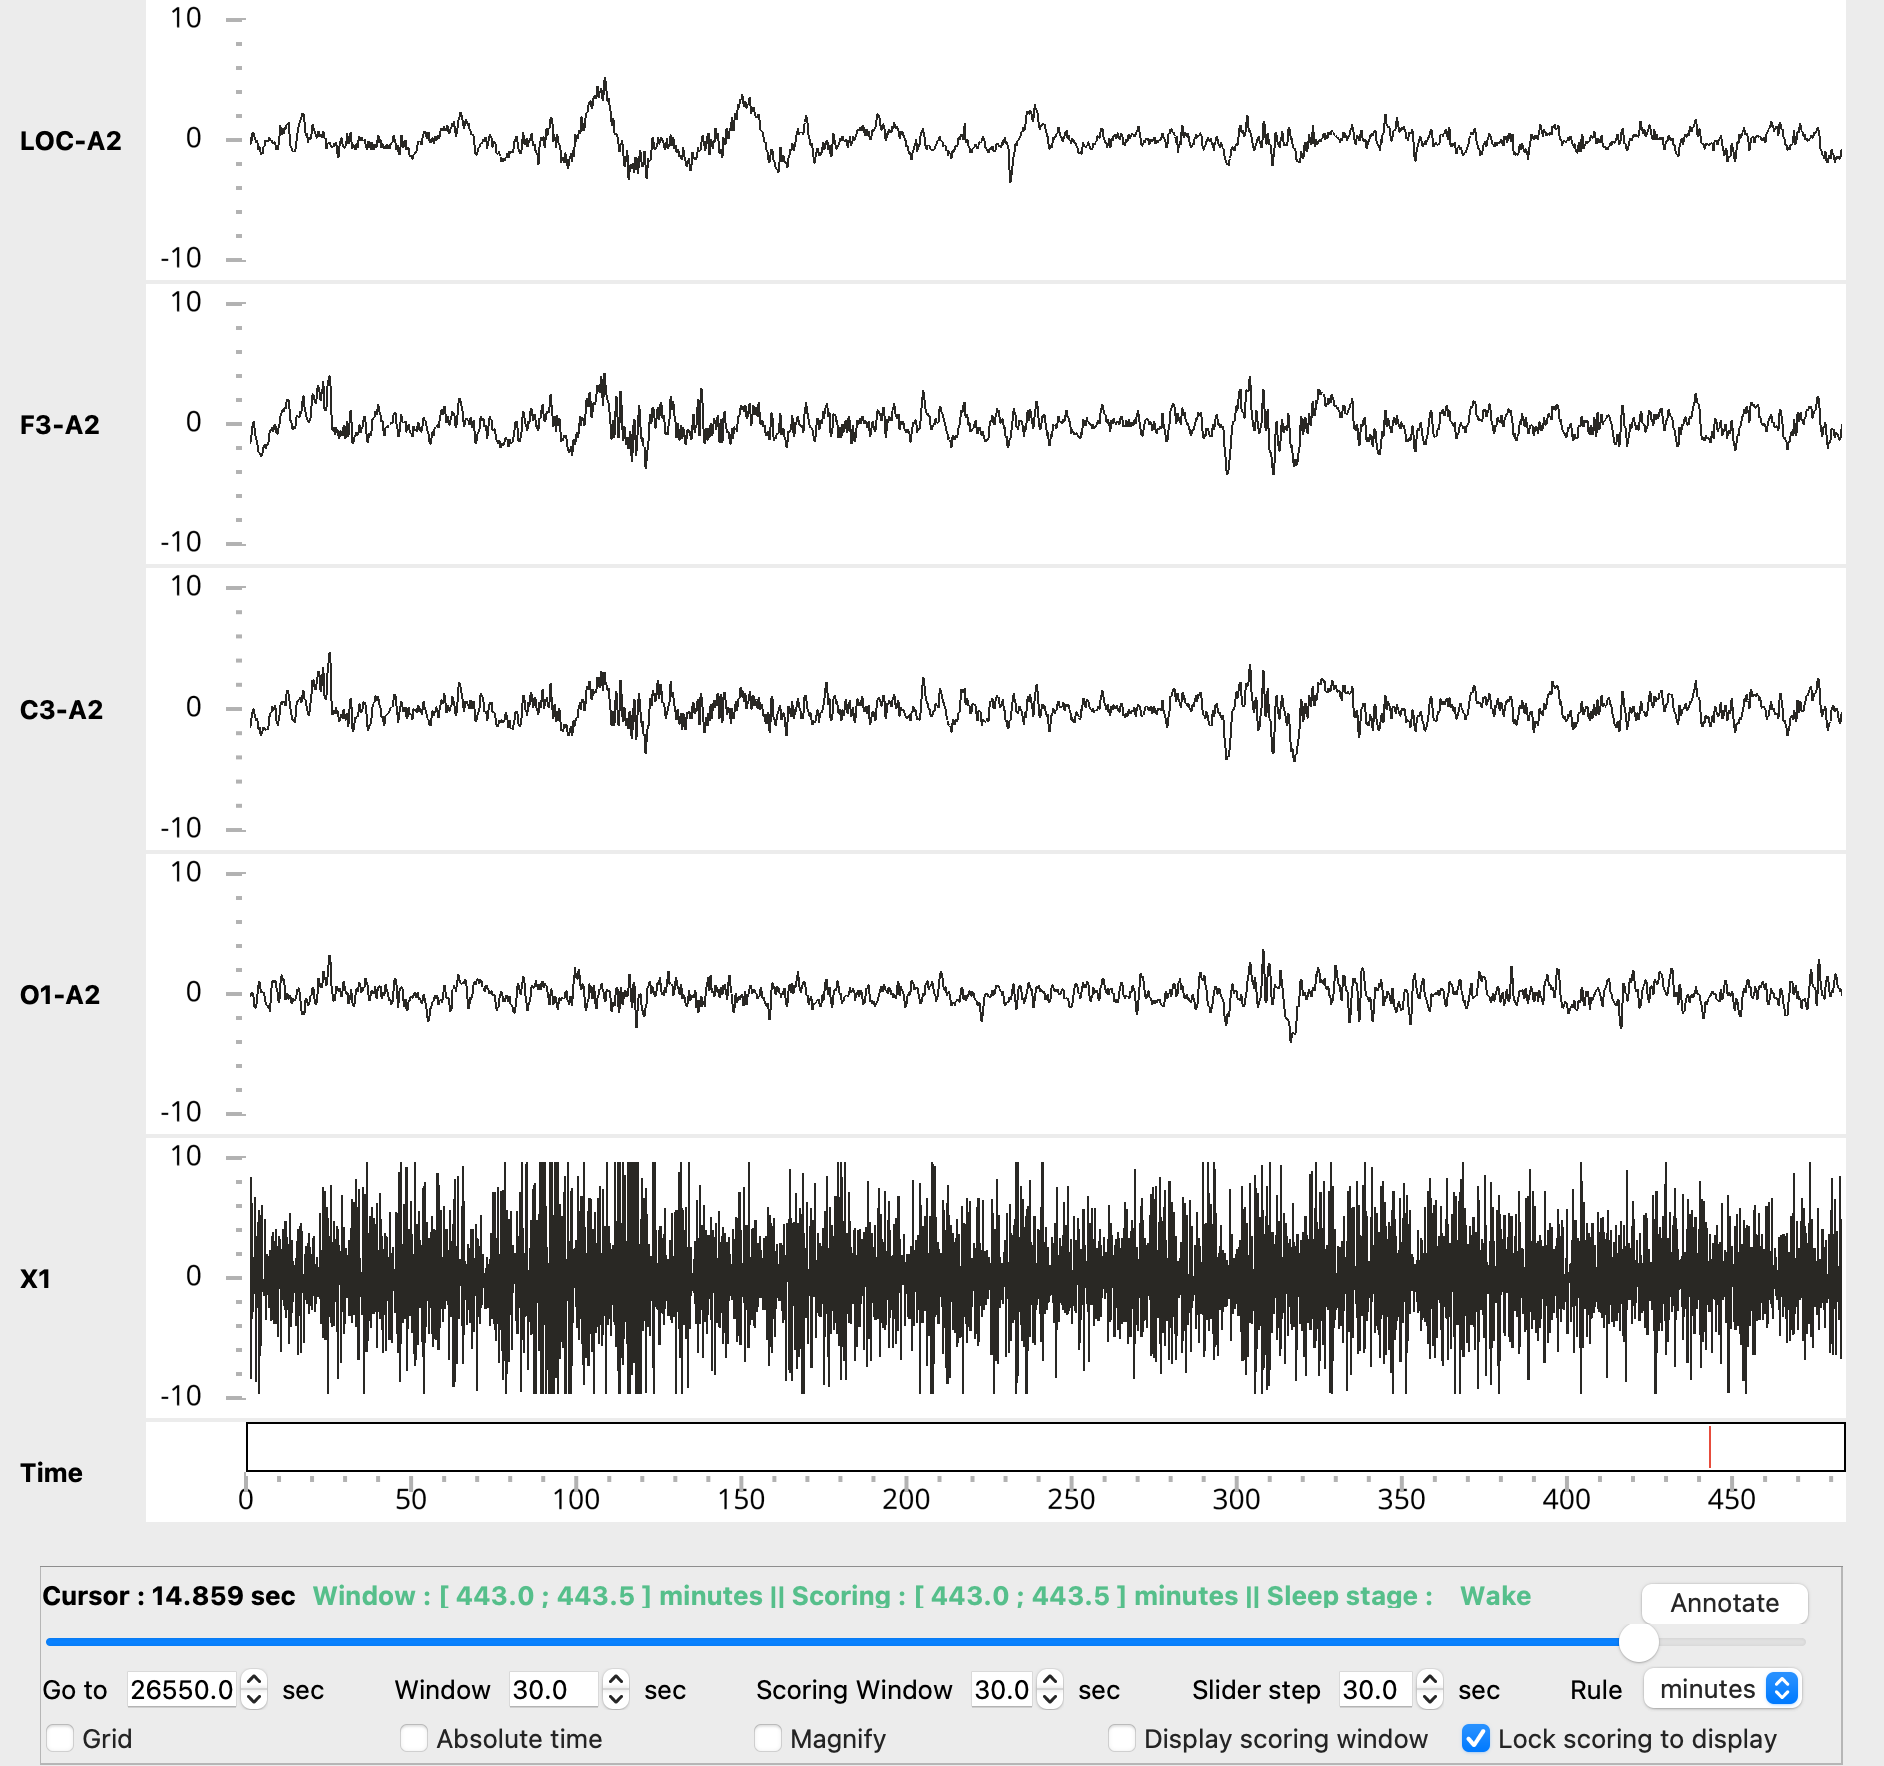 10
LOC-A2 0
-10
10
F3-A2 0
-10
10
C3-A2 0
-10
10
O1-A2 0
-10
10
X1 0
-10
Time
0 50 100 150 200 250 300 350 400 450
Cursor : 14.859 sec Window : [ 443.0 ; 443.5 ] minutes || Scoring : [ 443.0 ; 443.5 ] minutes || Sleep stage : Wake Annotate
Go to 26550.0 sec Window 30.0 sec Scoring Window 30.0 sec Slider step 30.0 sec Rule minutes
Grid Absolute time Magnify Display scoring window Lock scoring to display